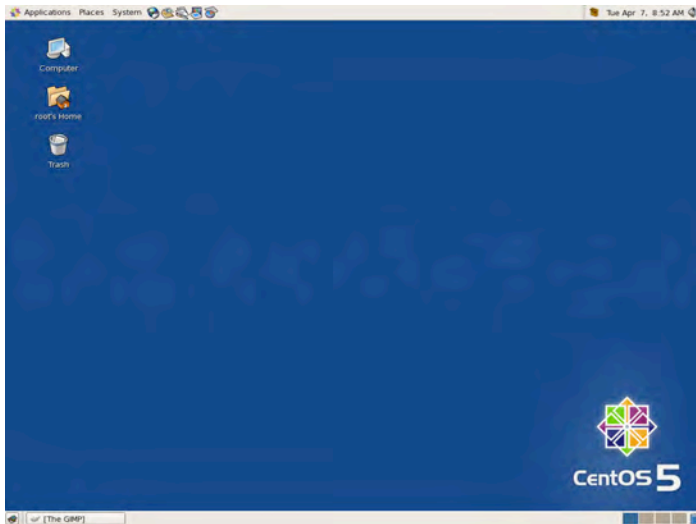 Applications Places System
Tue Apr 7, 8:52 AM
Computer
root's Home
Trash
CentOS 5
[The GIMP]